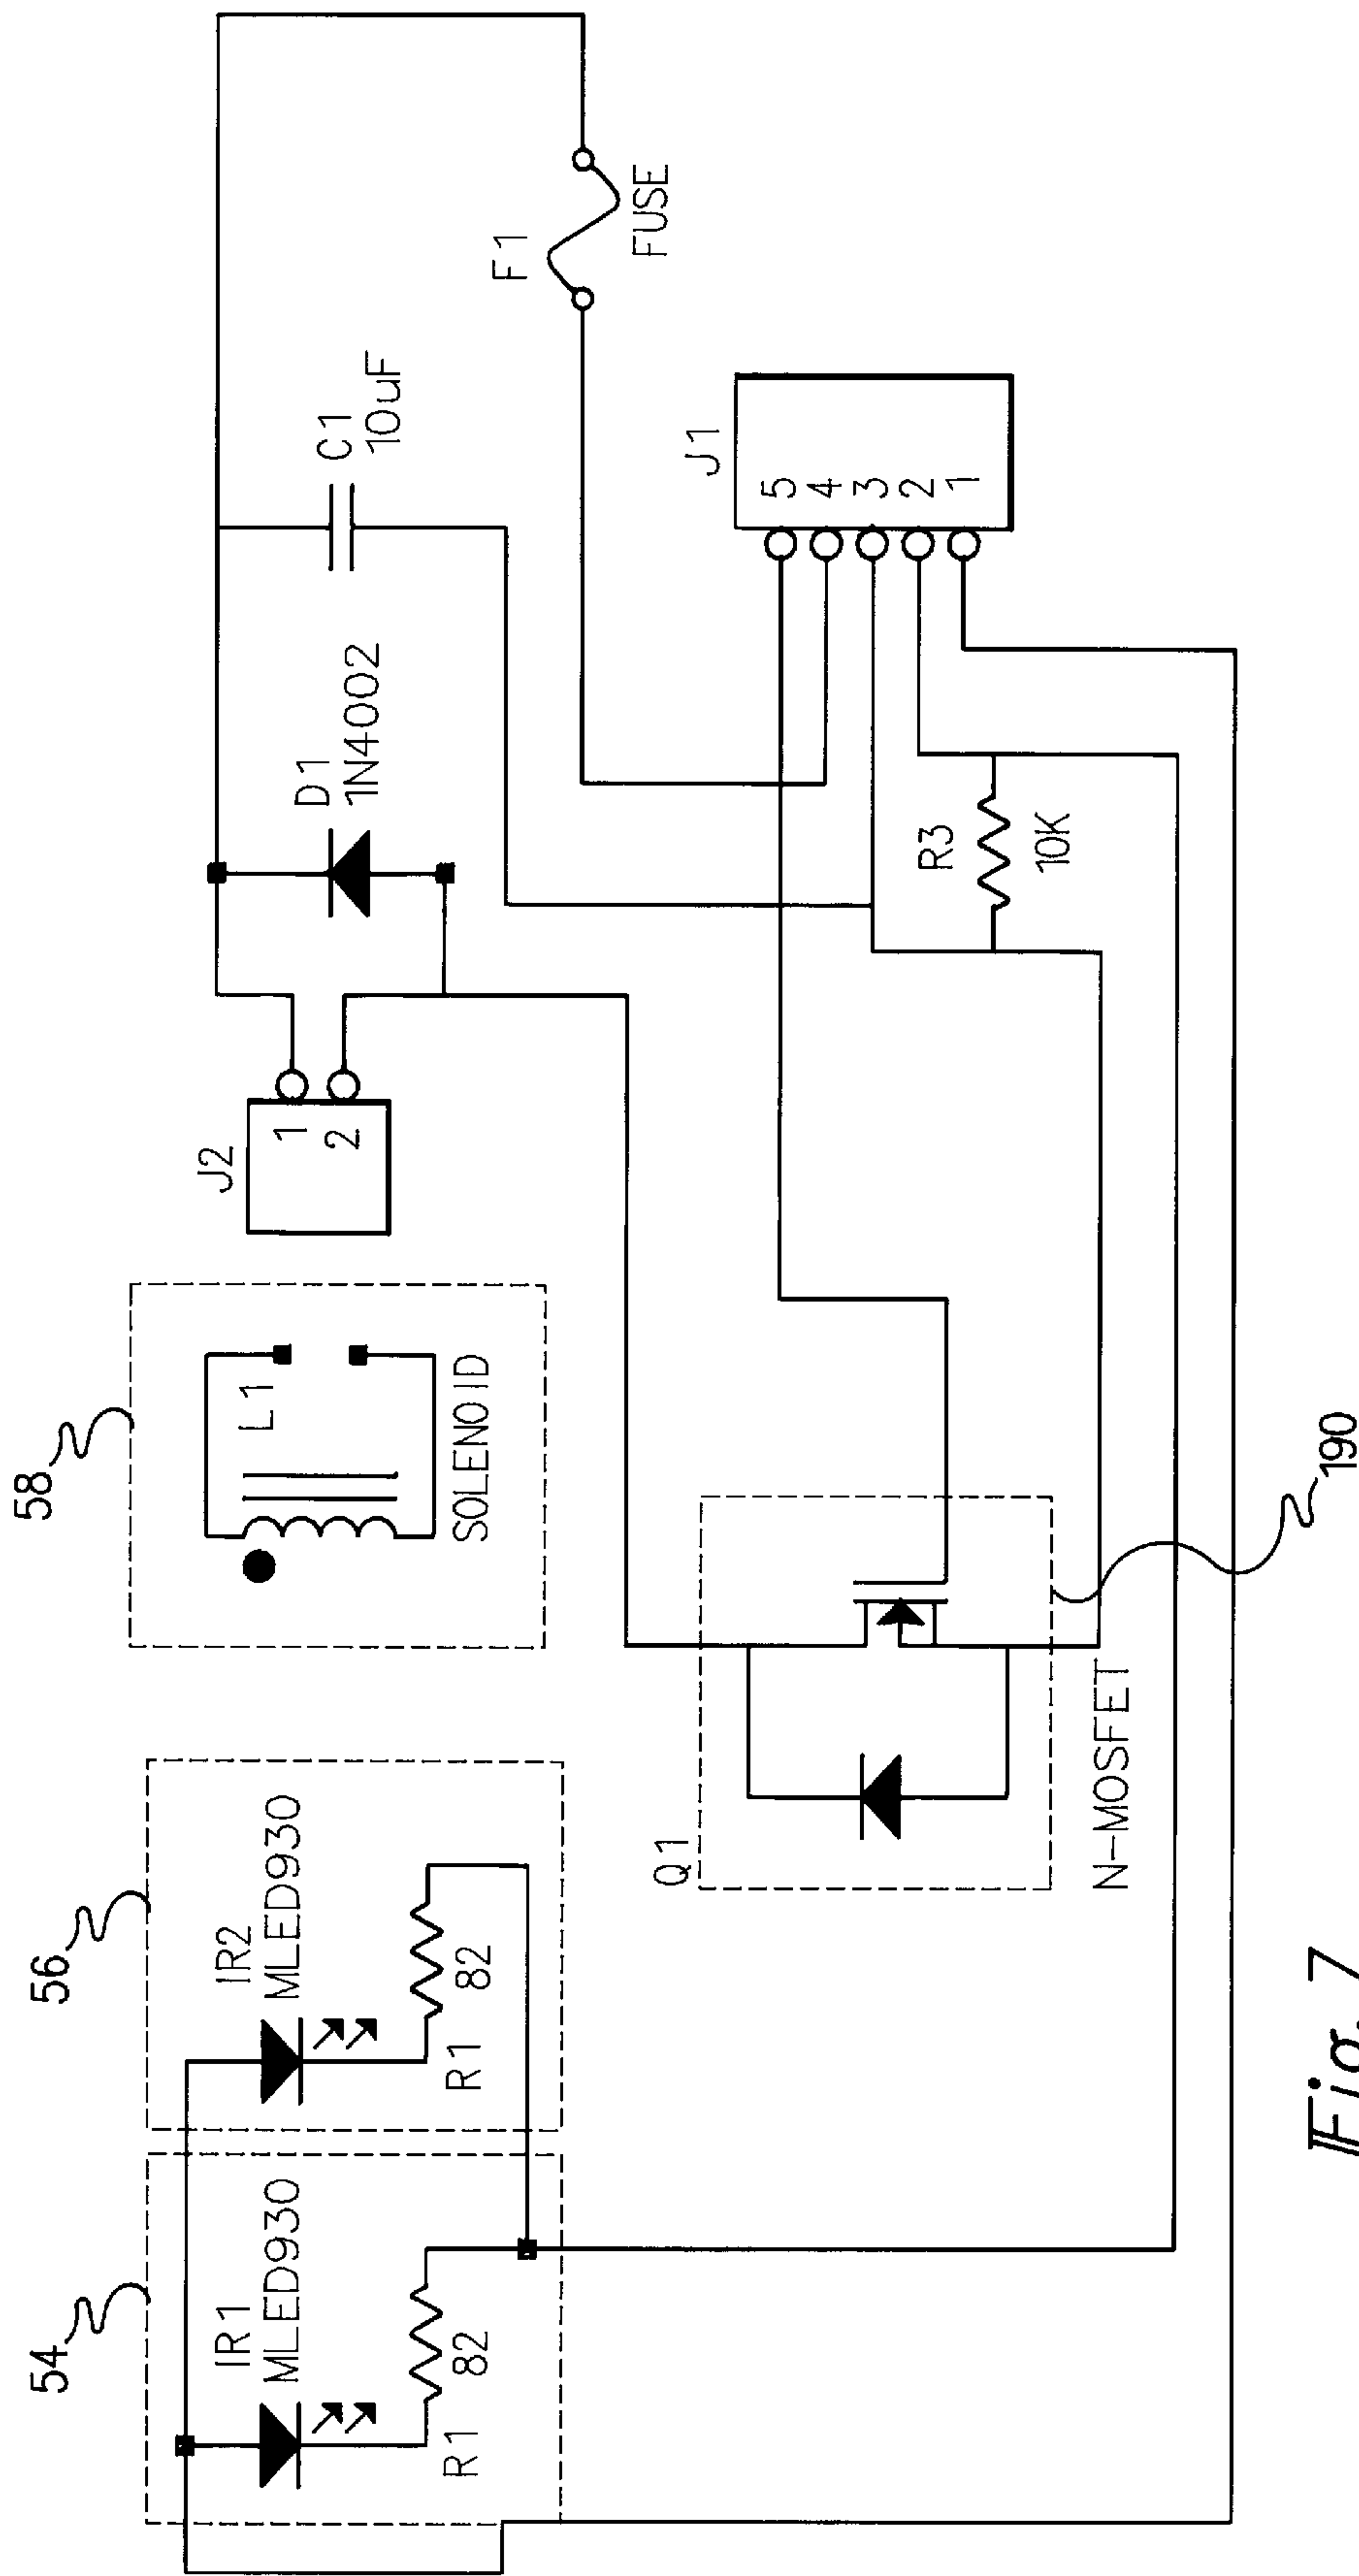 54
IR1
MLED930
R1
82
56
IR2
MLED930
R1
82
58
L1
SOLENOID
J2
1
2
D1
1N4002
C1
10uF
F1
FUSE
Q1
N-MOSFET
190
R3
10K
J1
5
4
3
2
1
Fig. 7